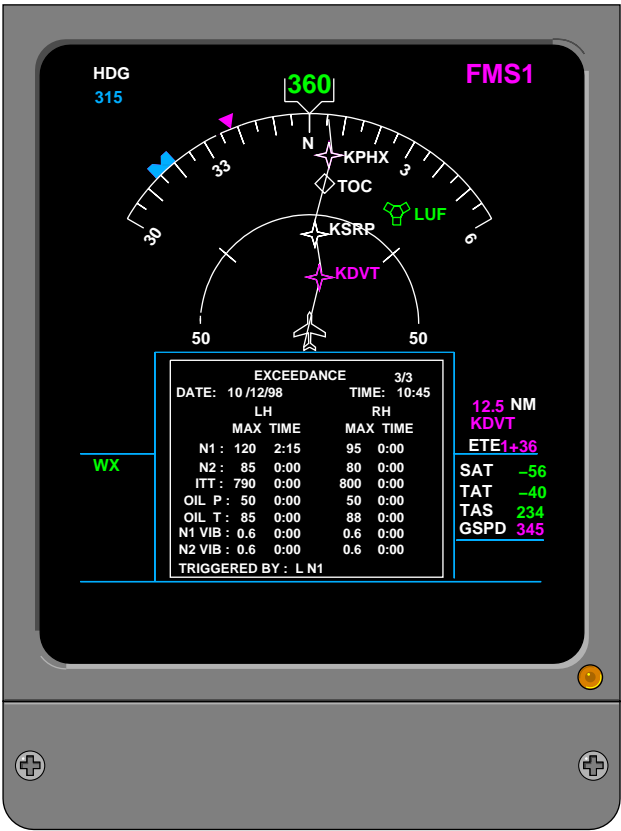 HDG
315
360
FMS1
N
33
3
30
6
KPHX
TOC
LUF
KSRP
KDVT
50
50
EXCEEDANCE 3/3
DATE: 10 /12/98 TIME: 10:45
LH RH
MAX TIME MAX TIME
N1 : 120 2:15 95 0:00
N2 : 85 0:00 80 0:00
ITT : 790 0:00 800 0:00
OIL P : 50 0:00 50 0:00
OIL T : 85 0:00 88 0:00
N1 VIB : 0.6 0:00 0.6 0:00
N2 VIB : 0.6 0:00 0.6 0:00
TRIGGERED BY : L N1
WX
12.5 NM
KDVT
ETE1+36
SAT −56
TAT −40
TAS 234
GSPD 345